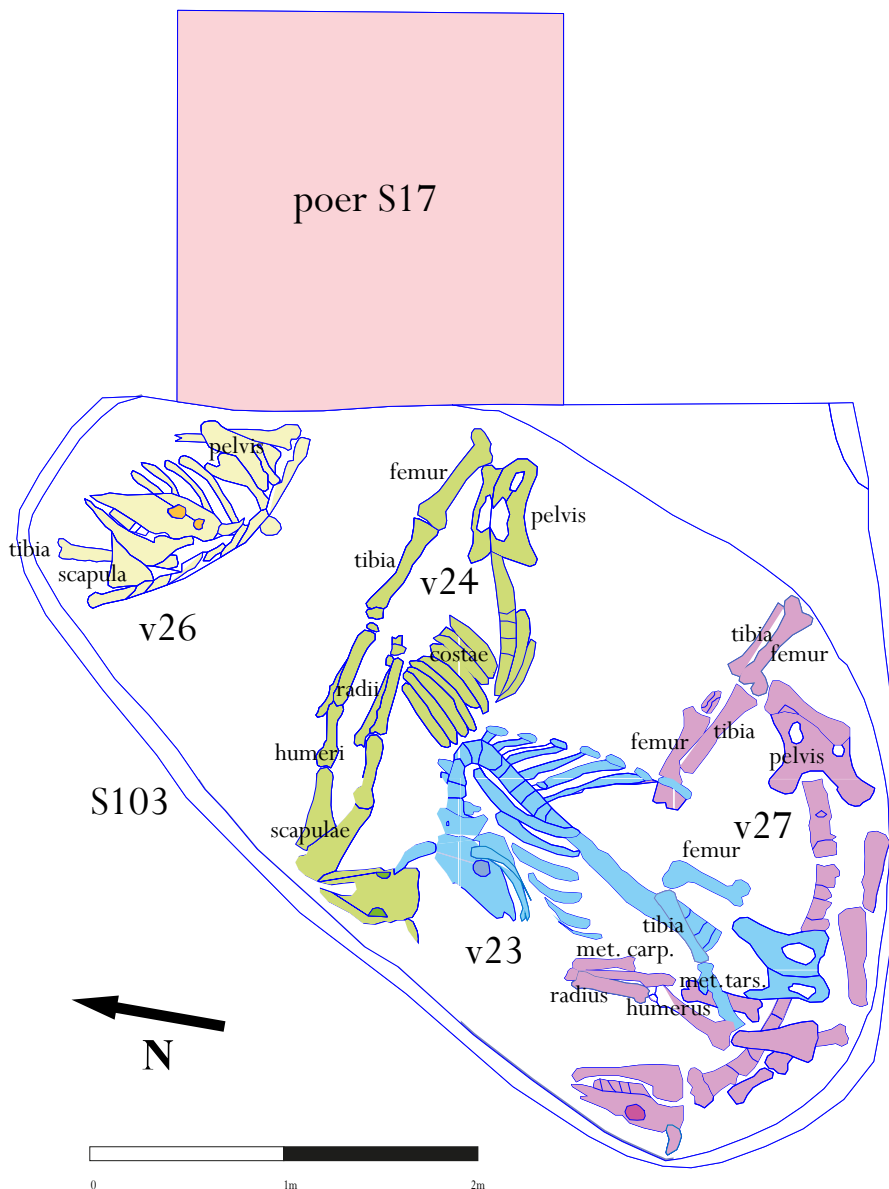 poer S17
pelvis
femur
pelvis
tibia
tibia
v24
scapula
v26
costae
tibia
femur
radii
femur
tibia
humeri
pelvis
S103
scapulae
v27
femur
tibia
v23
met. carp.
met.tars.
radius
humerus
N
0
1m
2m